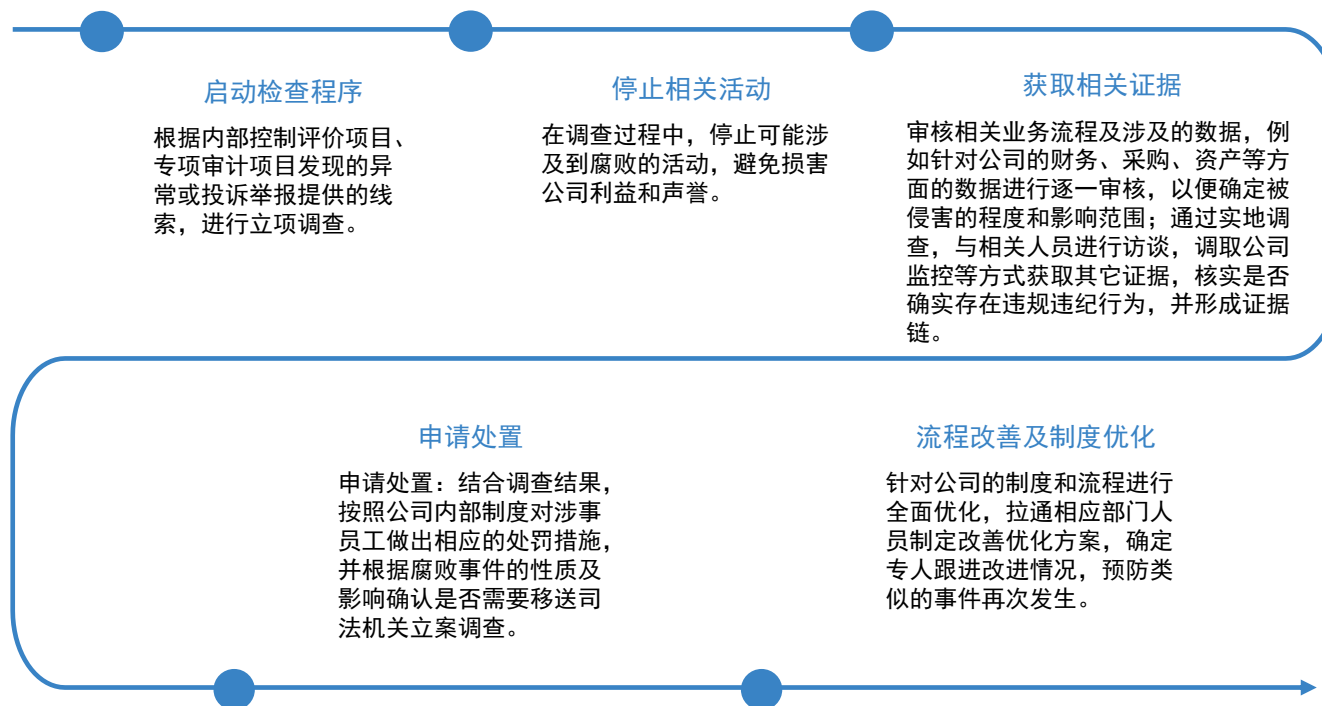 启动检查程序
根据内部控制评价项目、
专项审计项目发现的异
常或投诉举报提供的线
索，进行立项调查。
停止相关活动
在调查过程中，停止可能涉
及到腐败的活动，避免损害
公司利益和声誉。
获取相关证据
审核相关业务流程及涉及的数据，例
如针对公司的财务、采购、资产等方
面的数据进行逐一审核，以便确定被
侵害的程度和影响范围；通过实地调
查，与相关人员进行访谈，调取公司
监控等方式获取其它证据，核实是否
确实存在违规违纪行为，并形成证据
链。
申请处置
申请处置：结合调查结果，
按照公司内部制度对涉事
员工做出相应的处罚措施，
并根据腐败事件的性质及
影响确认是否需要移送司
法机关立案调查。
流程改善及制度优化
针对公司的制度和流程进行
全面优化，拉通相应部门人
员制定改善优化方案，确定
专人跟进改进情况，预防类
似的事件再次发生。